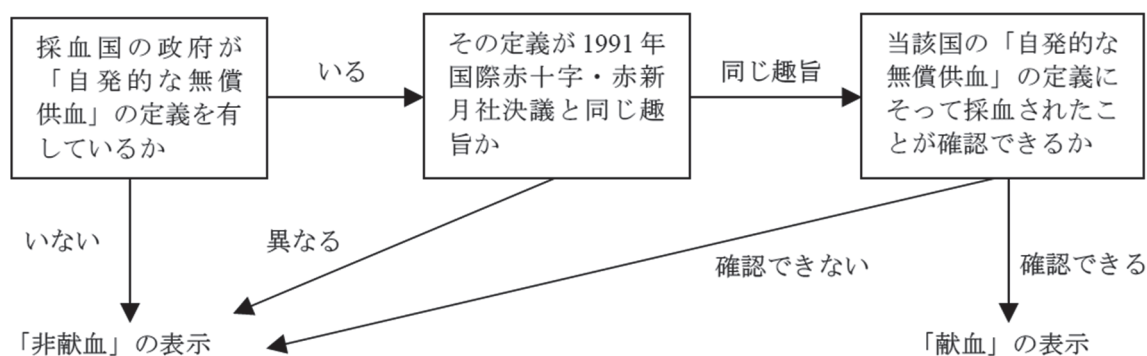 採血国の政府が
「自発的な無償
供血」の定義を有
しているか
いる
その定義が 1991 年
国際赤十字・赤新
月社決議と同じ趣
旨か
同じ趣旨
当該国の「自発的な
無償供血」の定義に
そって採血されたこ
とが確認できるか
いない
異なる
確認できない
確認できる
「非献血」の表示
「献血」の表示